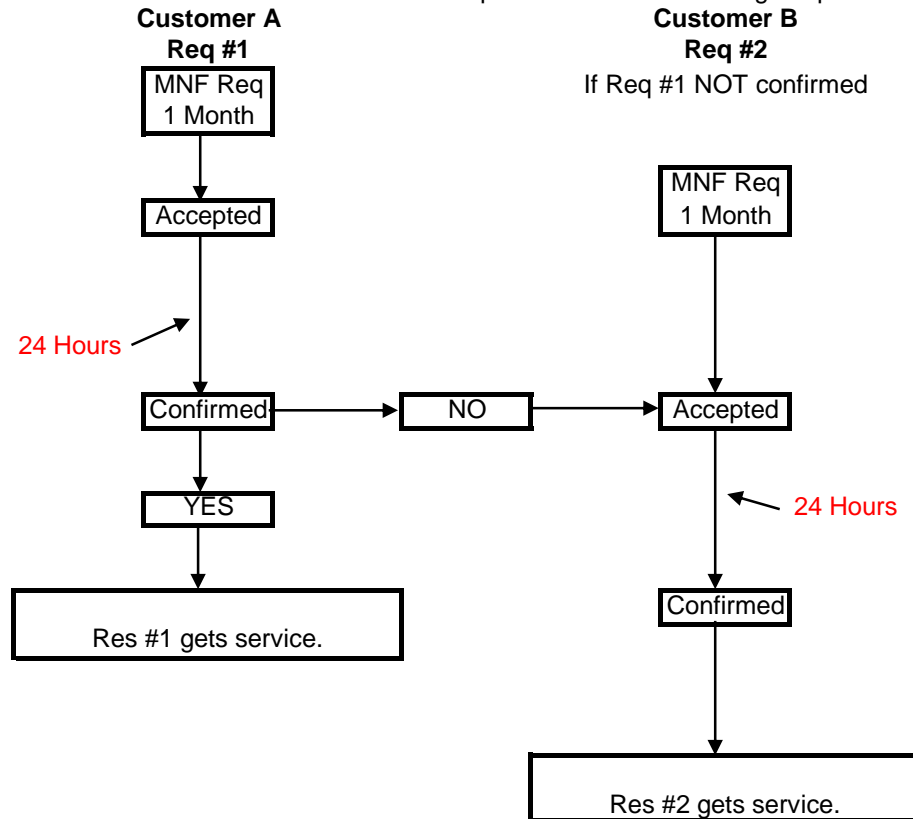 Customer A
Req #1
MNF Req
1 Month
Accepted
24 Hours
Confirmed
YES
Res #1 gets service.
NO
Customer B
Req #2
If Req #1 NOT confirmed
MNF Req
1 Month
Accepted
24 Hours
Confirmed
Res #2 gets service.